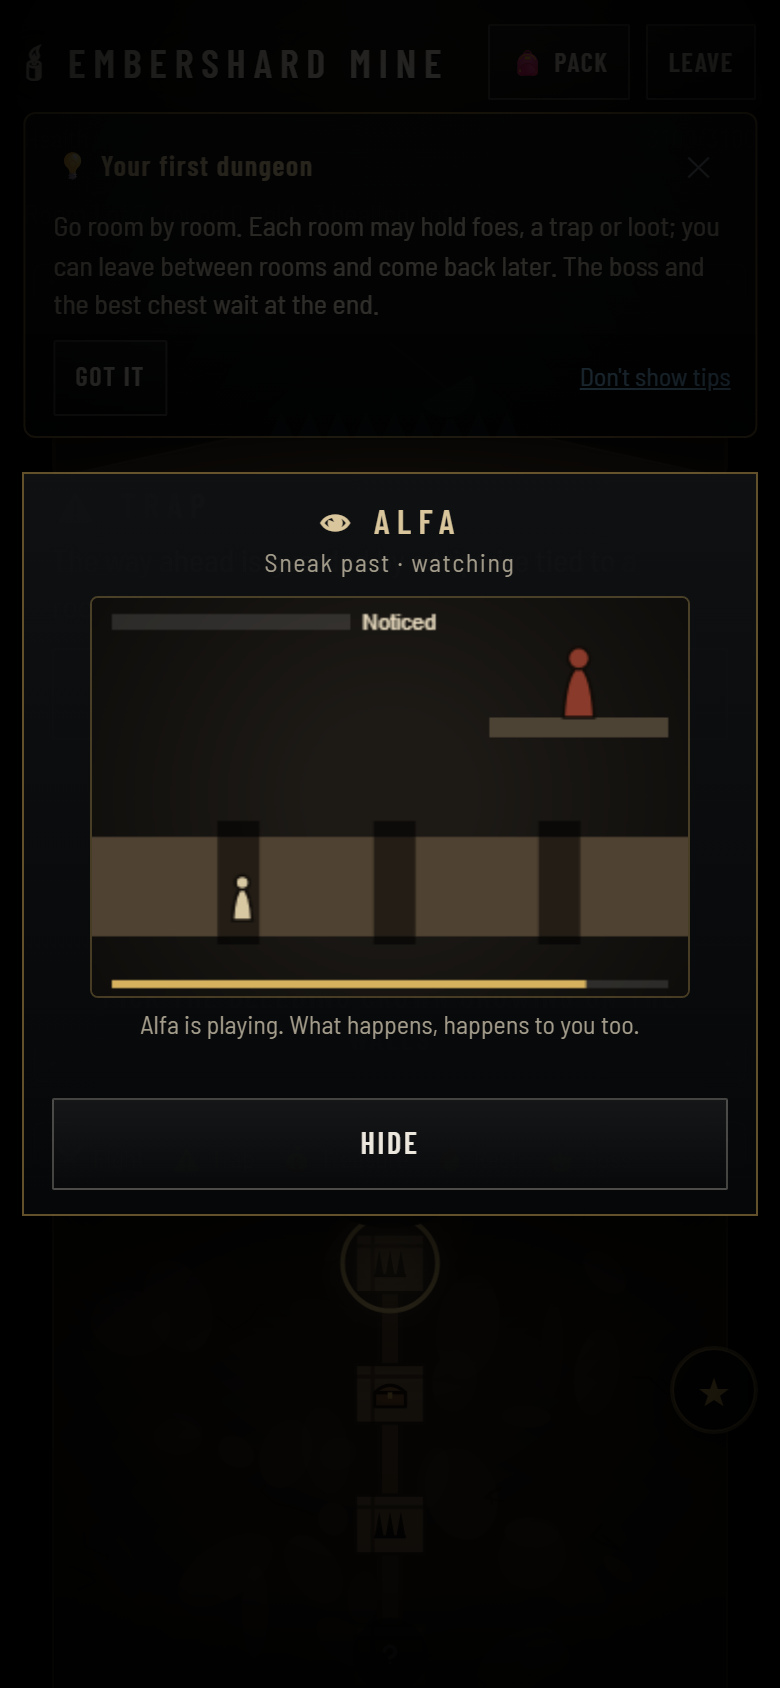 EMBERSHARD MINE
PACK
LEAVE
Your first dungeon
Go room by room. Each room may hold foes, a trap or loot; you
can leave between rooms and come back later. The boss and
the best chest wait at the end.
GOT IT
Don't show tips
ALFA
Sneak past · watching
Noticed
Alfa is playing. What happens, happens to you too.
HIDE